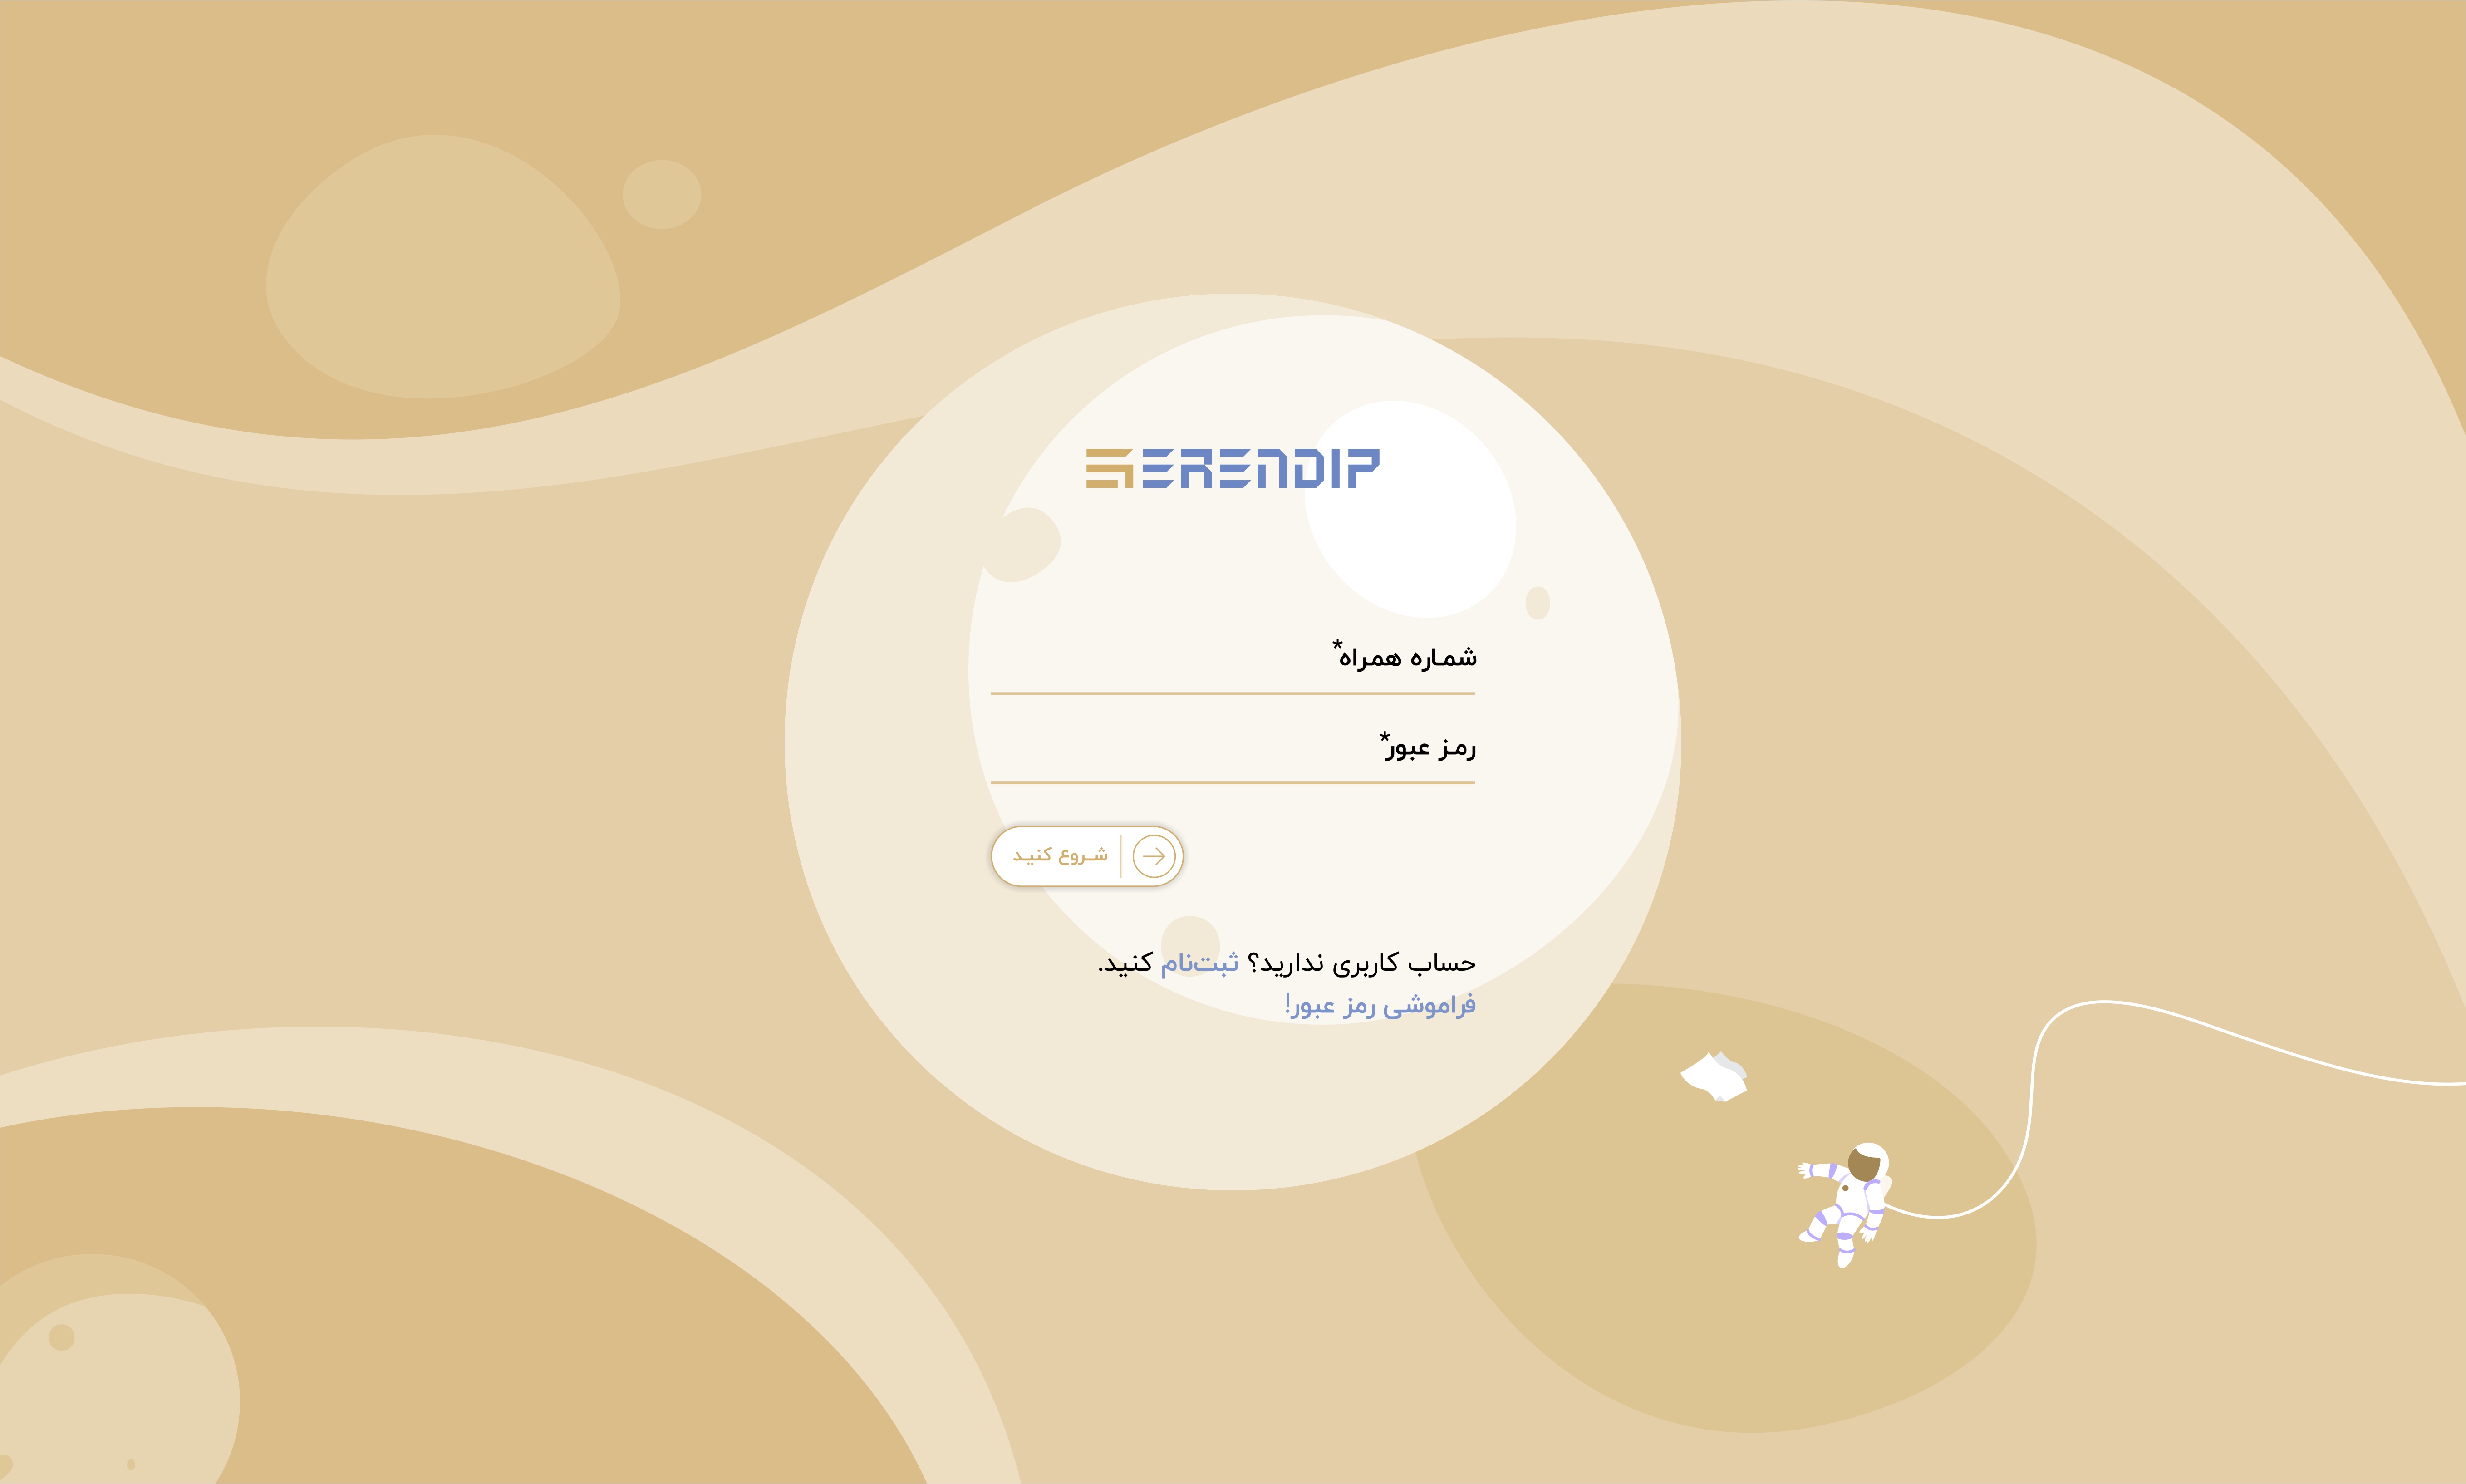 SERENDIP
شماره همراه*
رمز عبور*
شروع کنید
حساب کاربری ندارید؟ ثبت‌نام کنید.
فراموشی رمز عبور!